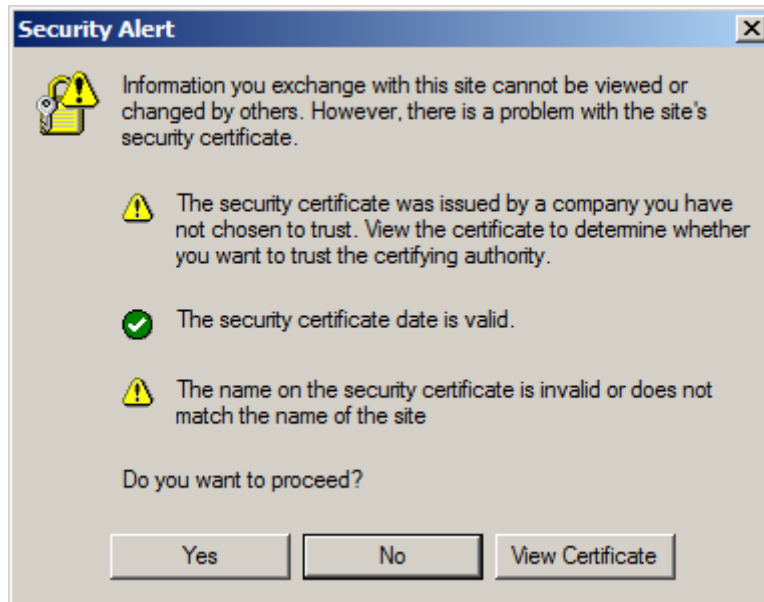 Security Alert
Information you exchange with this site cannot be viewed or
changed by others. However, there is a problem with the site's
security certificate.
The security certificate was issued by a company you have
not chosen to trust. View the certificate to determine whether
you want to trust the certifying authority.
The security certificate date is valid.
The name on the security certificate is invalid or does not
match the name of the site
Do you want to proceed?
Yes
No
View Certificate